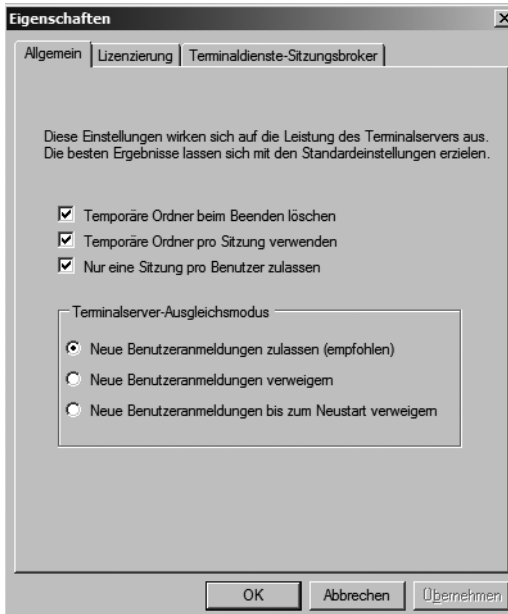 Eigenschaften
Allgemein
Lizenzierung
Terminaldienste-Sitzungsbroker
Diese Einstellungen wirken sich auf die Leistung des Terminalservers aus.
Die besten Ergebnisse lassen sich mit den Standardeinstellungen erzielen.
Temporäre Ordner beim Beenden löschen
Temporäre Ordner pro Sitzung verwenden
Nur eine Sitzung pro Benutzer zulassen
Terminalserver-Ausgleichsmodus
Neue Benutzeranmeldungen zulassen (empfohlen)
Neue Benutzeranmeldungen verweigern
Neue Benutzeranmeldungen bis zum Neustart verweigern
OK
Abbrechen
Übernehmen